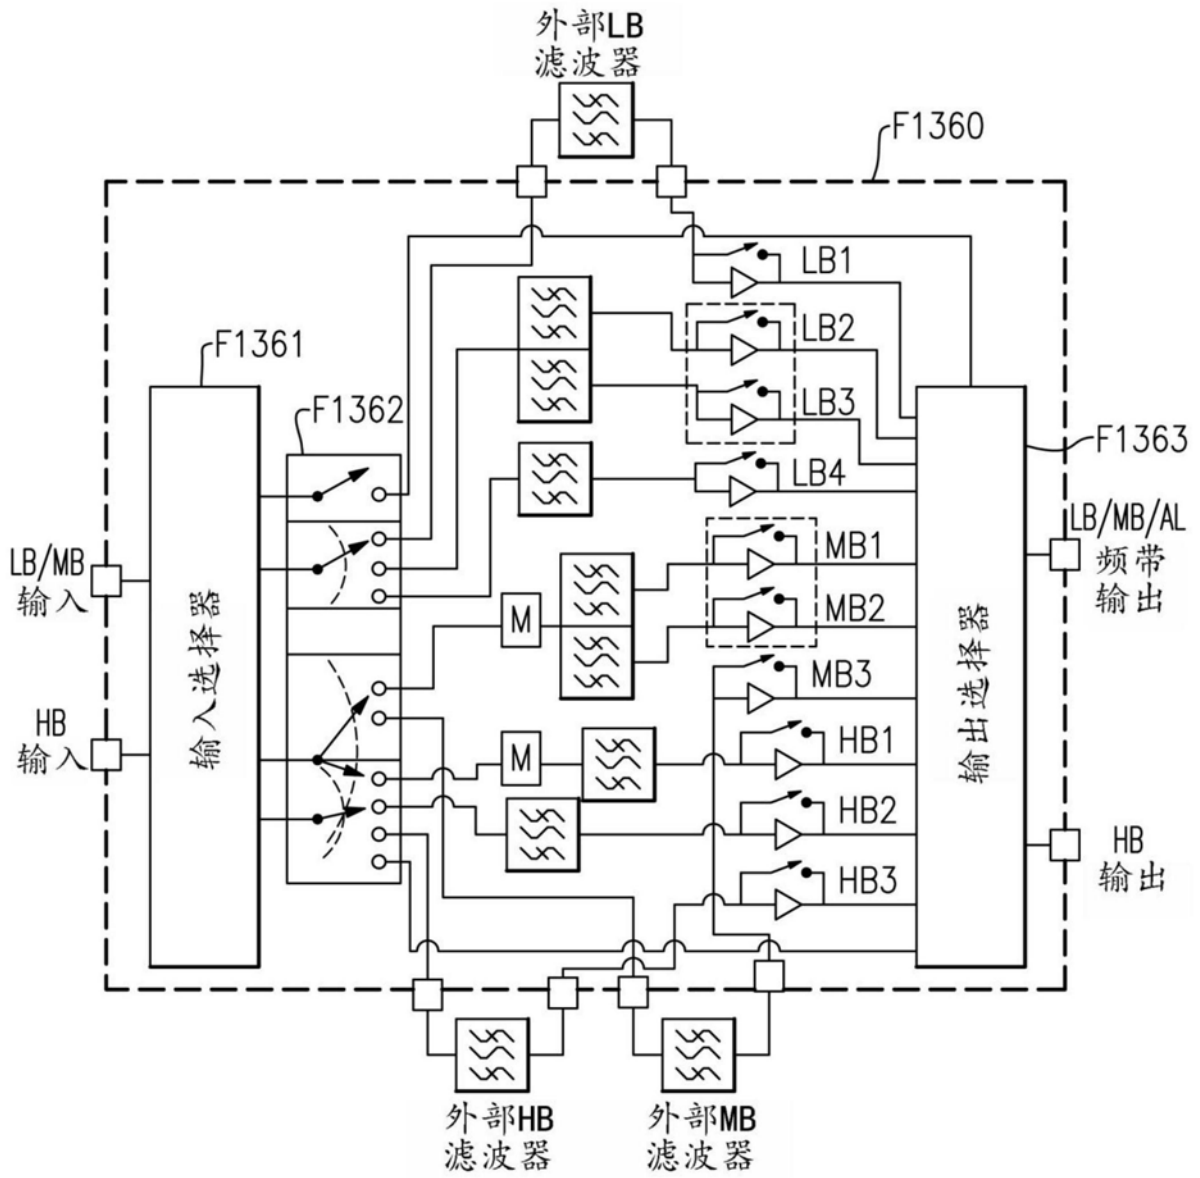 外部LB
滤波器
F1360
LB1
F1361
LB2
F1362
LB3
F1363
LB4
LB/MB/AL
频带
输出
MB1
LB/MB
输入
MB2
输入选择器
输出选择器
MB3
HB
输入
HB1
HB2
HB
输出
HB3
M
M
外部HB
滤波器
外部MB
滤波器